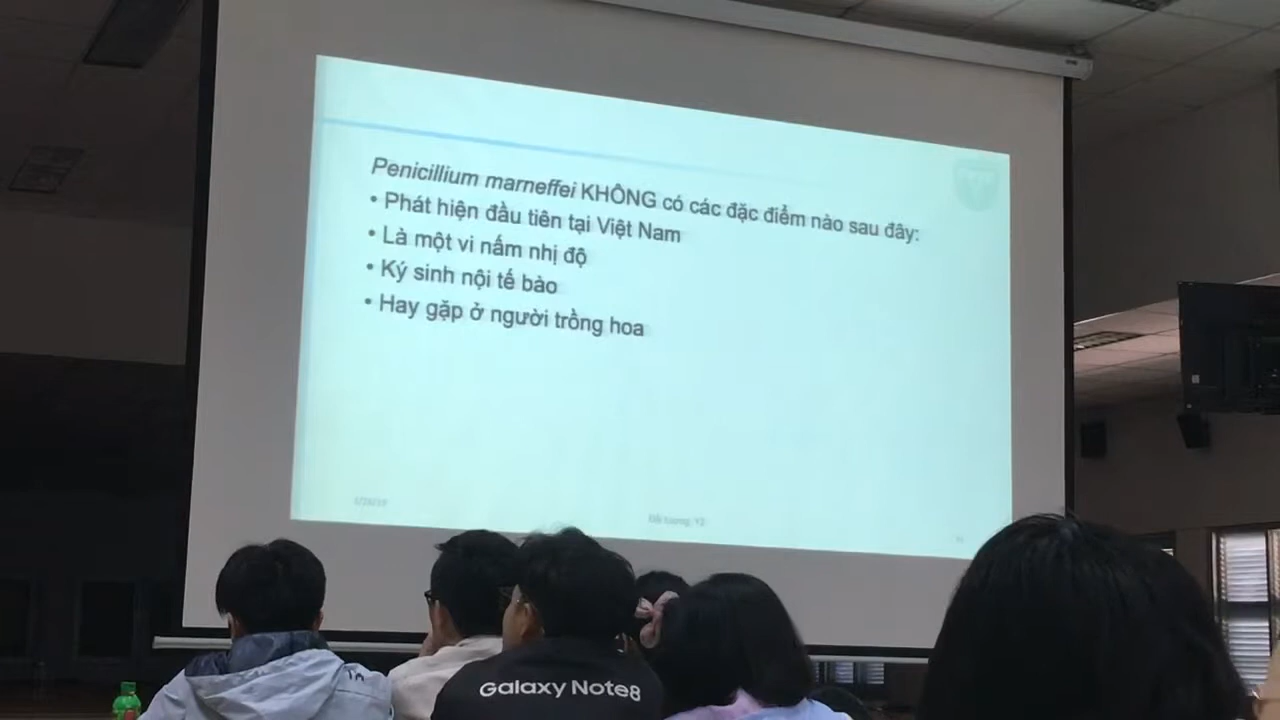 Penicillium marneffei KHÔNG có các đặc điểm nào sau đây:
• Phát hiện đầu tiên tại Việt Nam
• Là một vi nấm nhị độ
• Ký sinh nội tế bào
• Hay gặp ở người trồng hoa
Galaxy Note8